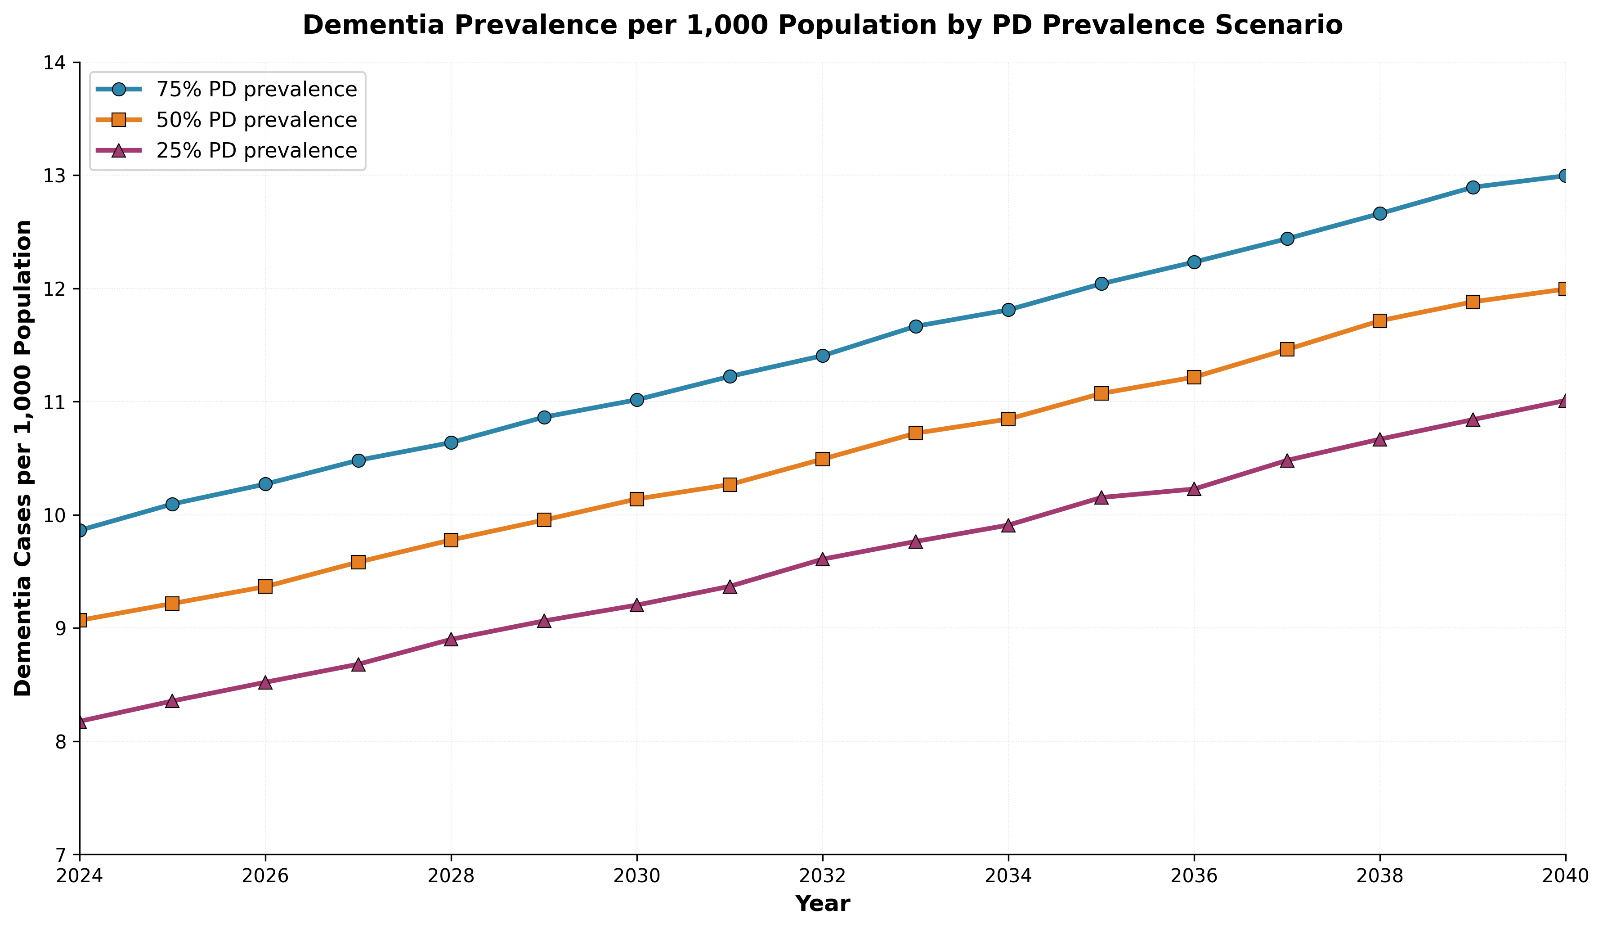 Dementia Prevalence per 1,000 Population by PD Prevalence Scenario
75% PD prevalence
50% PD prevalence
25% PD prevalence
Dementia Cases per 1,000 Population
14
13
12
11
10
9
8
7
2024 2026 2028 2030 2032 2034 2036 2038 2040
Year